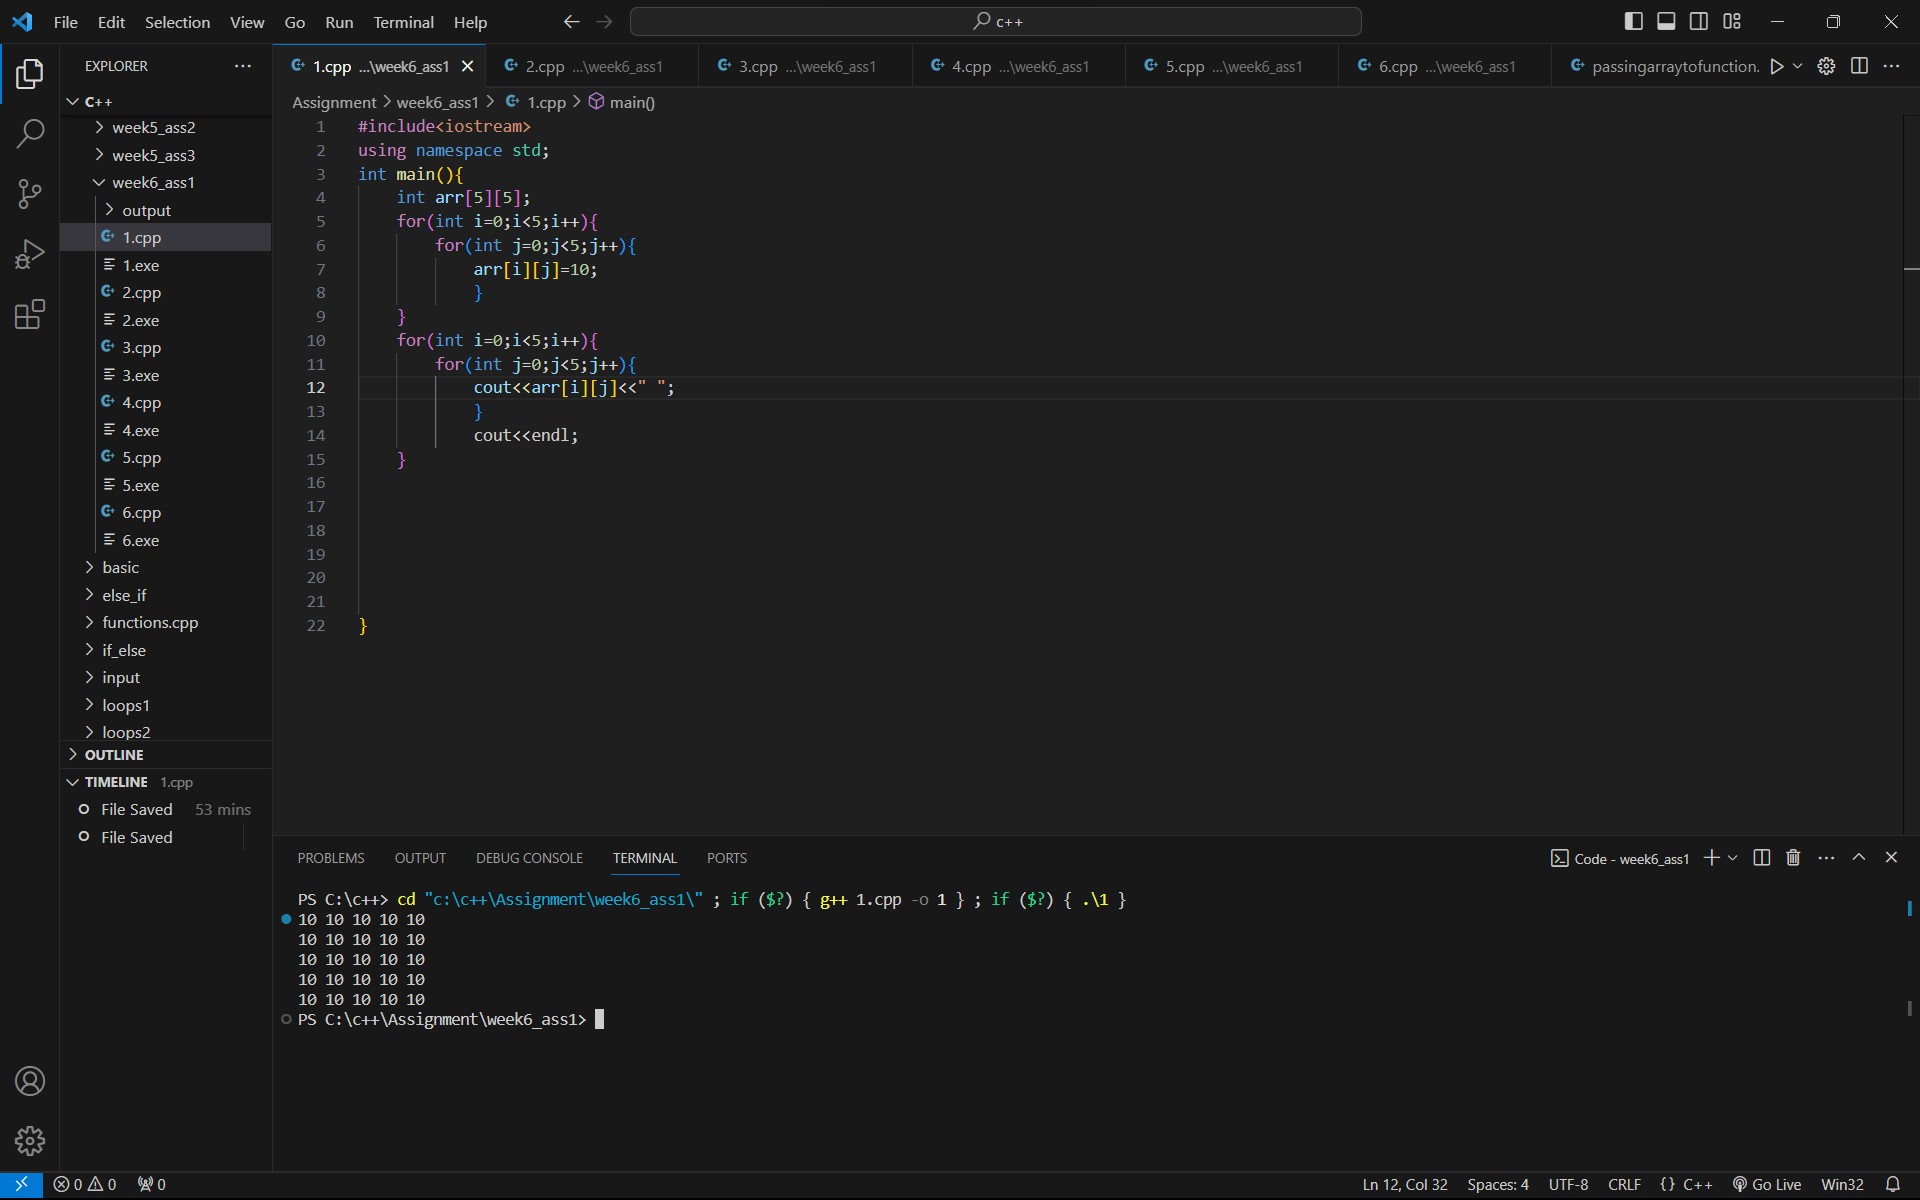 File Edit Selection View Go Run Terminal Help
c++
EXPLORER
C++
week5_ass2
week5_ass3
week6_ass1
output
1.cpp
1.exe
2.cpp
2.exe
3.cpp
3.exe
4.cpp
4.exe
5.cpp
5.exe
6.cpp
6.exe
basic
else_if
functions.cpp
if_else
input
loops1
loops2
OUTLINE
TIMELINE 1.cpp
File Saved 53 mins
File Saved
1.cpp ...\week6_ass1
2.cpp ...\week6_ass1
3.cpp ...\week6_ass1
4.cpp ...\week6_ass1
5.cpp ...\week6_ass1
6.cpp ...\week6_ass1
passingarraytofunction.
Assignment > week6_ass1 > 1.cpp > main()
1 #include<iostream>
2 using namespace std;
3 int main(){
4 int arr[5][5];
5 for(int i=0;i<5;i++){
6 for(int j=0;j<5;j++){
7 arr[i][j]=10;
8 }
9 }
10 for(int i=0;i<5;i++){
11 for(int j=0;j<5;j++){
12 cout<<arr[i][j]<<" ";
13 }
14 cout<<endl;
15 }
16
17
18
19
20
21
22 }
PROBLEMS OUTPUT DEBUG CONSOLE TERMINAL PORTS
Code - week6_ass1
PS C:\c++> cd "c:\c++\Assignment\week6_ass1\" ; if ($?) { g++ 1.cpp -o 1 } ; if ($?) { .\1 }
10 10 10 10 10
10 10 10 10 10
10 10 10 10 10
10 10 10 10 10
10 10 10 10 10
PS C:\c++\Assignment\week6_ass1>
0 0 0
Ln 12, Col 32 Spaces: 4 UTF-8 CRLF {} C++ Go Live Win32